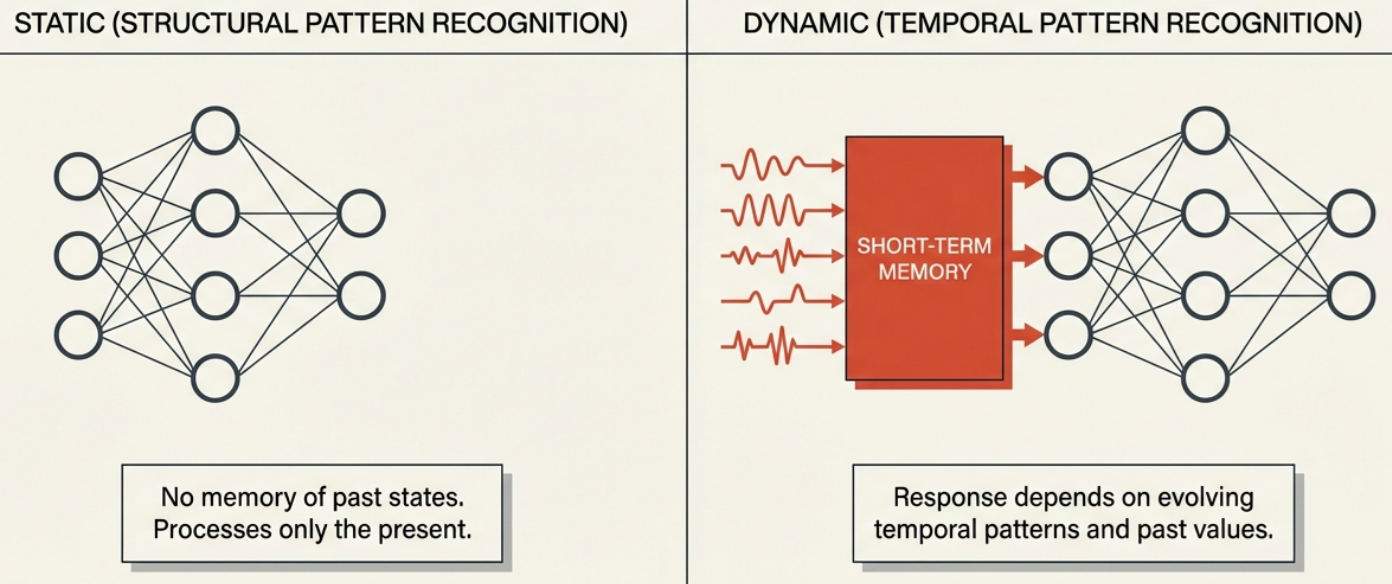 STATIC (STRUCTURAL PATTERN RECOGNITION)
No memory of past states.
Processes only the present.
DYNAMIC (TEMPORAL PATTERN RECOGNITION)
SHORT-TERM
MEMORY
Response depends on evolving
temporal patterns and past values.